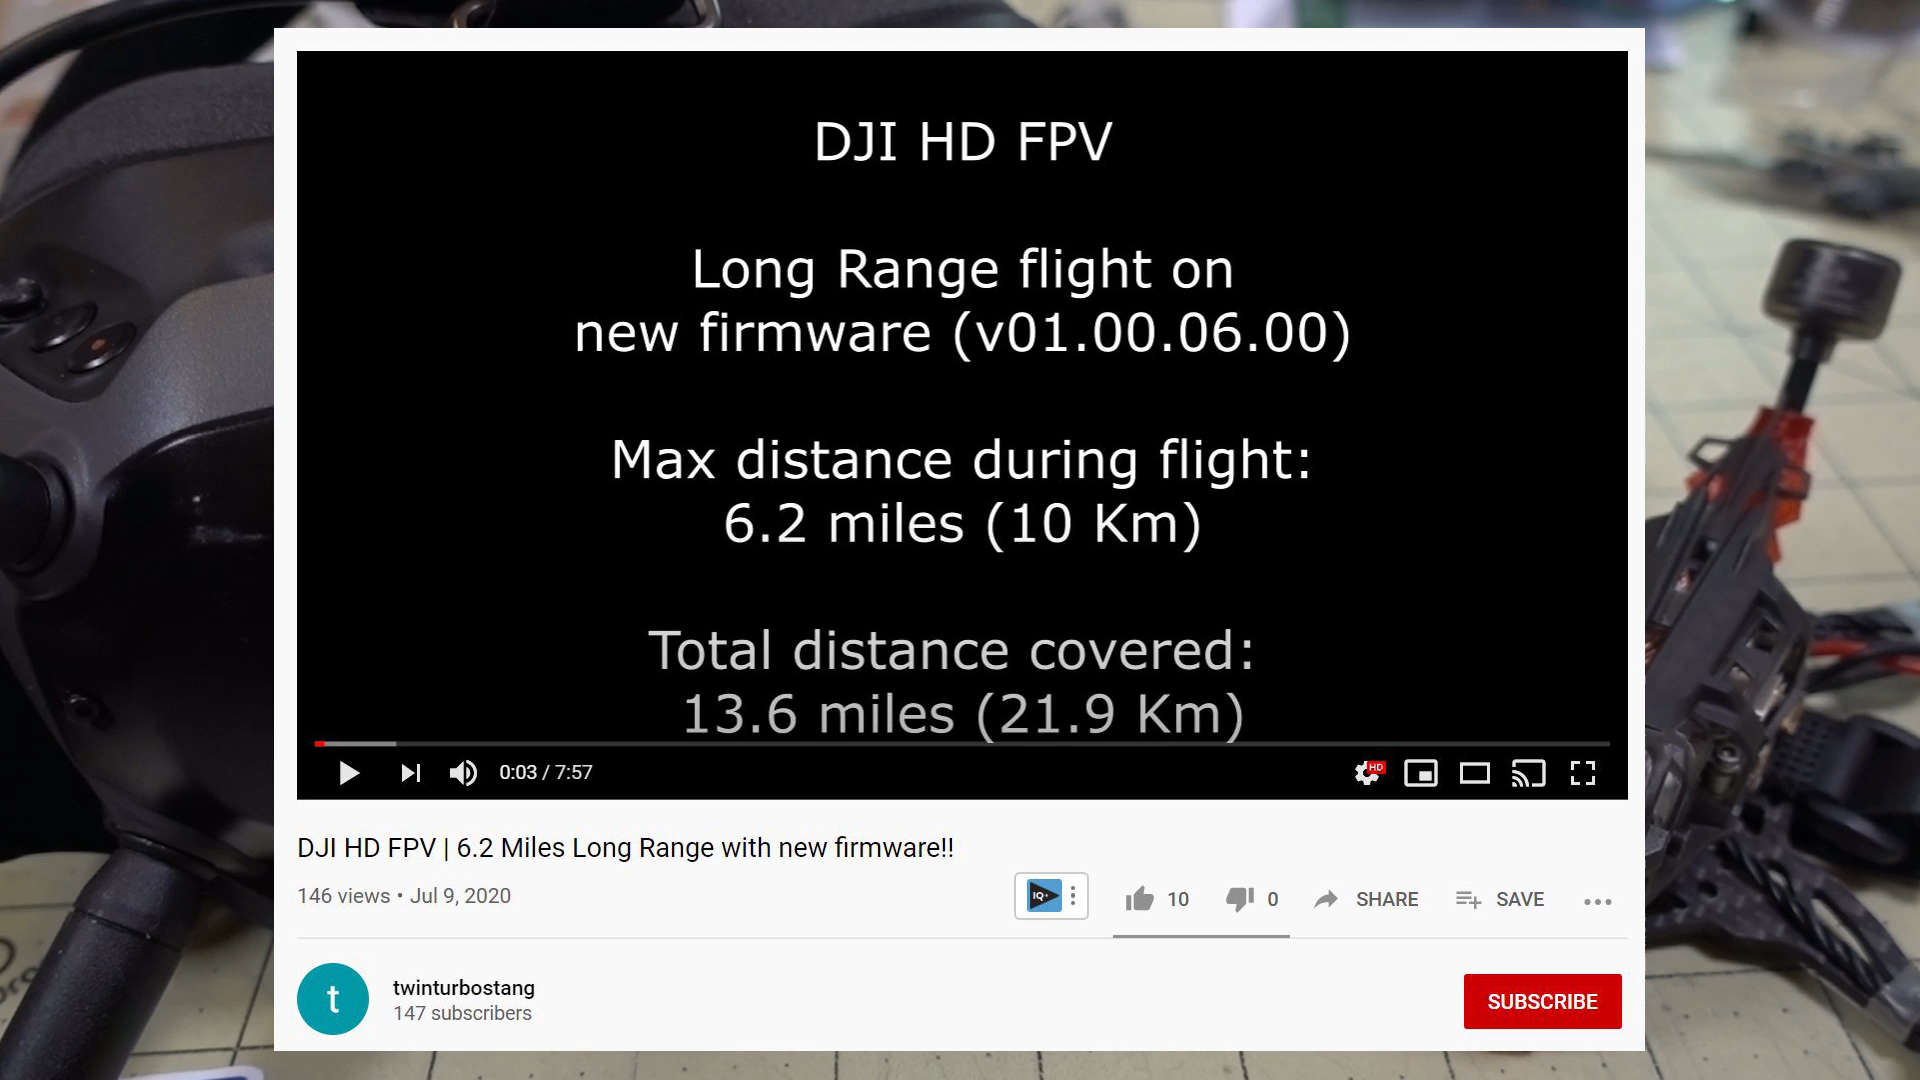 DJI HD FPV
Long Range flight on
new firmware (v01.00.06.00)
Max distance during flight:
6.2 miles (10 Km)
Total distance covered:
13.6 miles (21.9 Km)
0:03 / 7:57
HD
DJI HD FPV | 6.2 Miles Long Range with new firmware!!
146 views • Jul 9, 2020
IQ+
10
0
SHARE
SAVE
t
twinturbostang
147 subscribers
SUBSCRIBE